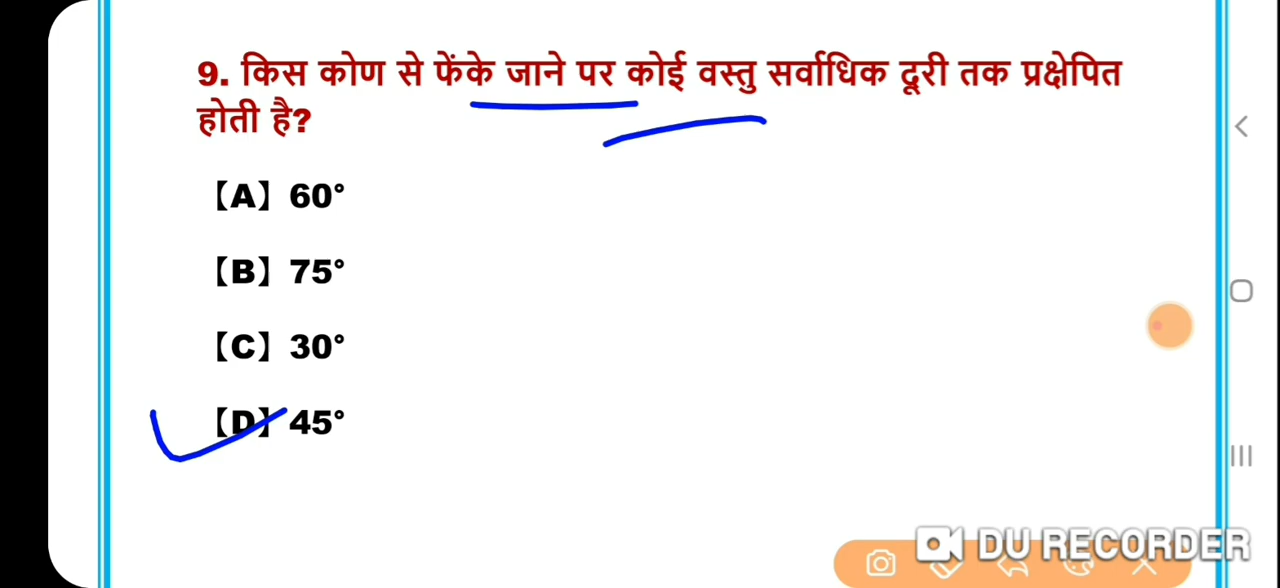 9. किस कोण से फेंके जाने पर कोई वस्तु सर्वाधिक दूरी तक प्रक्षेपित
होती है?
【A】 60°
【B】 75°
【C】 30°
【D】 45°
DU RECORDER